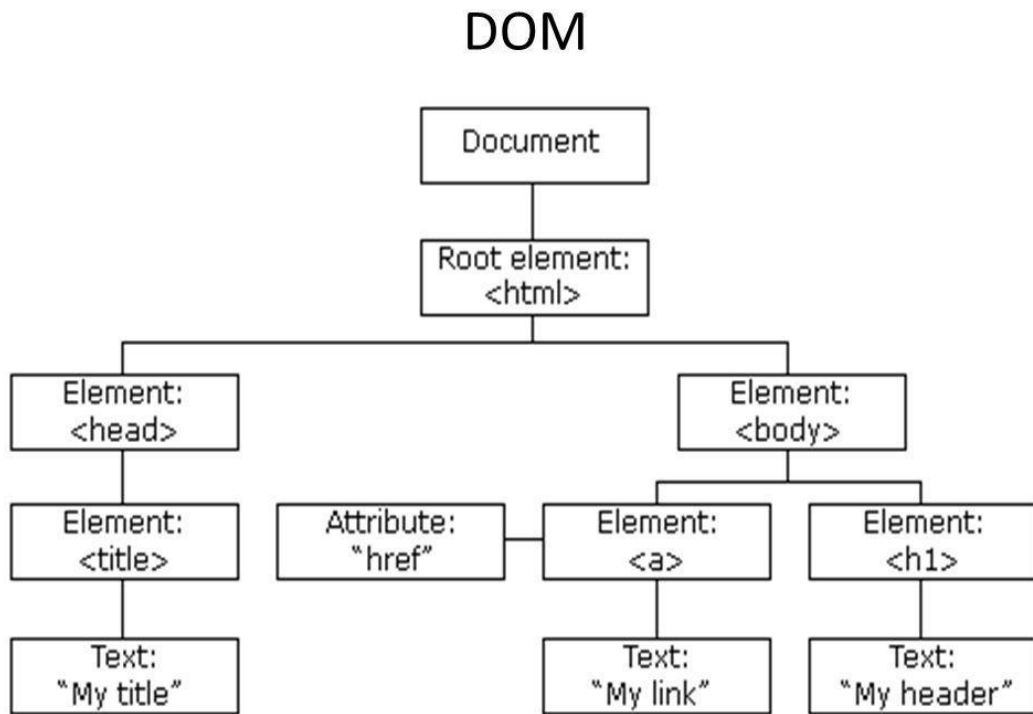 DOM
Document
Root element:
<html>
Element:
<head>
Element:
<body>
Element:
<title>
Attribute:
"href"
Element:
<a>
Element:
<h1>
Text:
"My title"
Text:
"My link"
Text:
"My header"